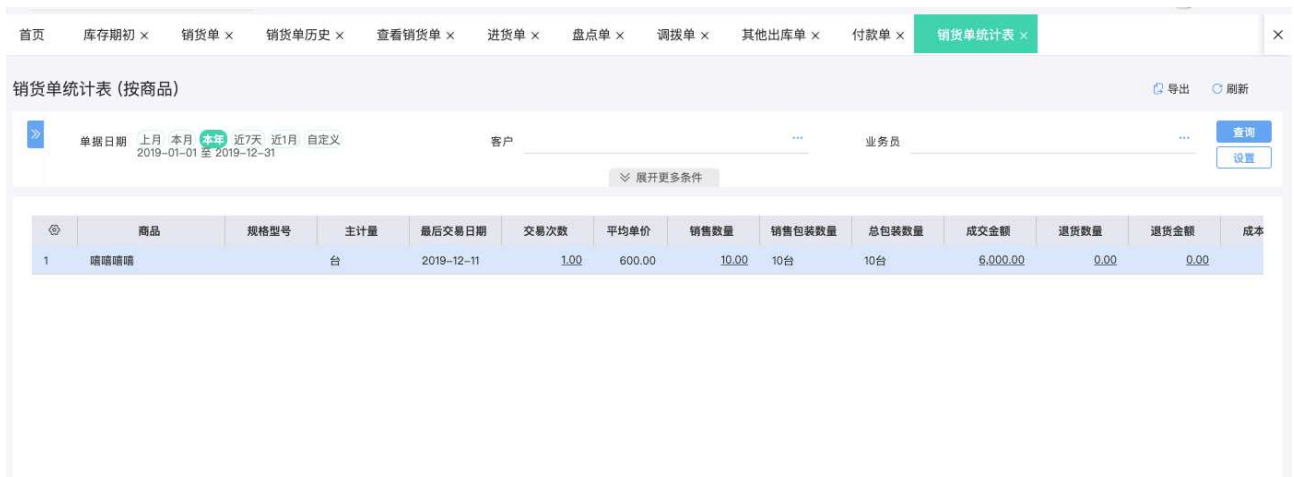 首页 库存期初 × 销货单 × 销货单历史 × 查看销货单 × 进货单 × 盘点单 × 调拨单 × 其他出库单 × 付款单 × 销货单统计表 × ×
销货单统计表 (按商品) 导出 刷新
单据日期 上月 本月 本年 近7天 近1月 自定义 客户 ... 业务员 ... 查询
2019-01-01 至 2019-12-31 设置
展开更多条件
商品 规格型号 主计量 最后交易日期 交易次数 平均单价 销售数量 销售包装数量 总包装数量 成交金额 退货数量 退货金额 成本
1 嘻嘻嘻嘻 台 2019-12-11 1.00 600.00 10.00 10台 10台 6,000.00 0.00 0.00